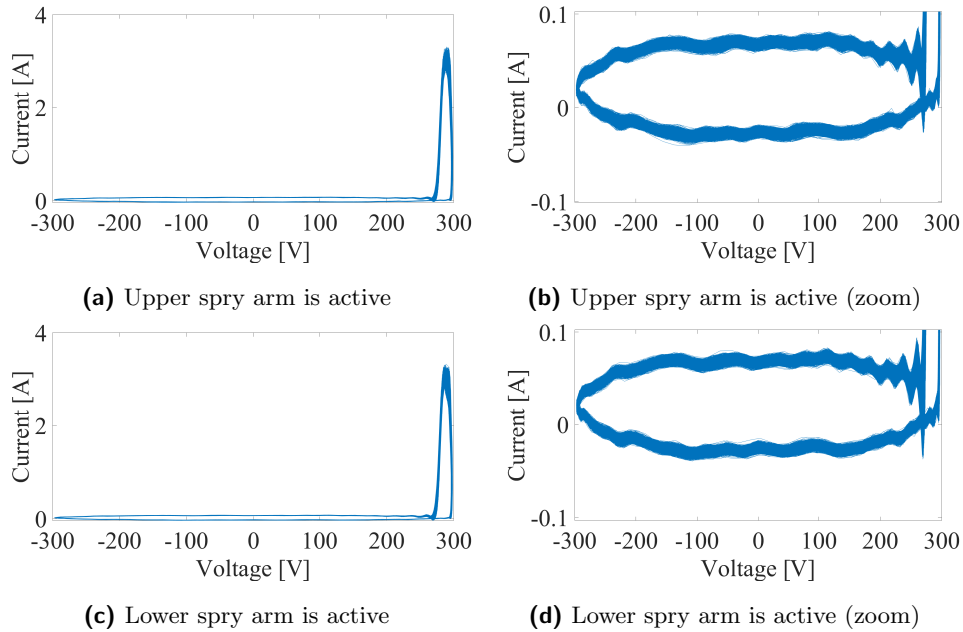 4
2
0
Current [A]
-300 -200 -100 0 100 200 300
Voltage [V]
(a) Upper spry arm is active
0.1
0
-0.1
Current [A]
-300 -200 -100 0 100 200 300
Voltage [V]
(b) Upper spry arm is active (zoom)
4
2
0
Current [A]
-300 -200 -100 0 100 200 300
Voltage [V]
(c) Lower spry arm is active
0.1
0
-0.1
Current [A]
-300 -200 -100 0 100 200 300
Voltage [V]
(d) Lower spry arm is active (zoom)